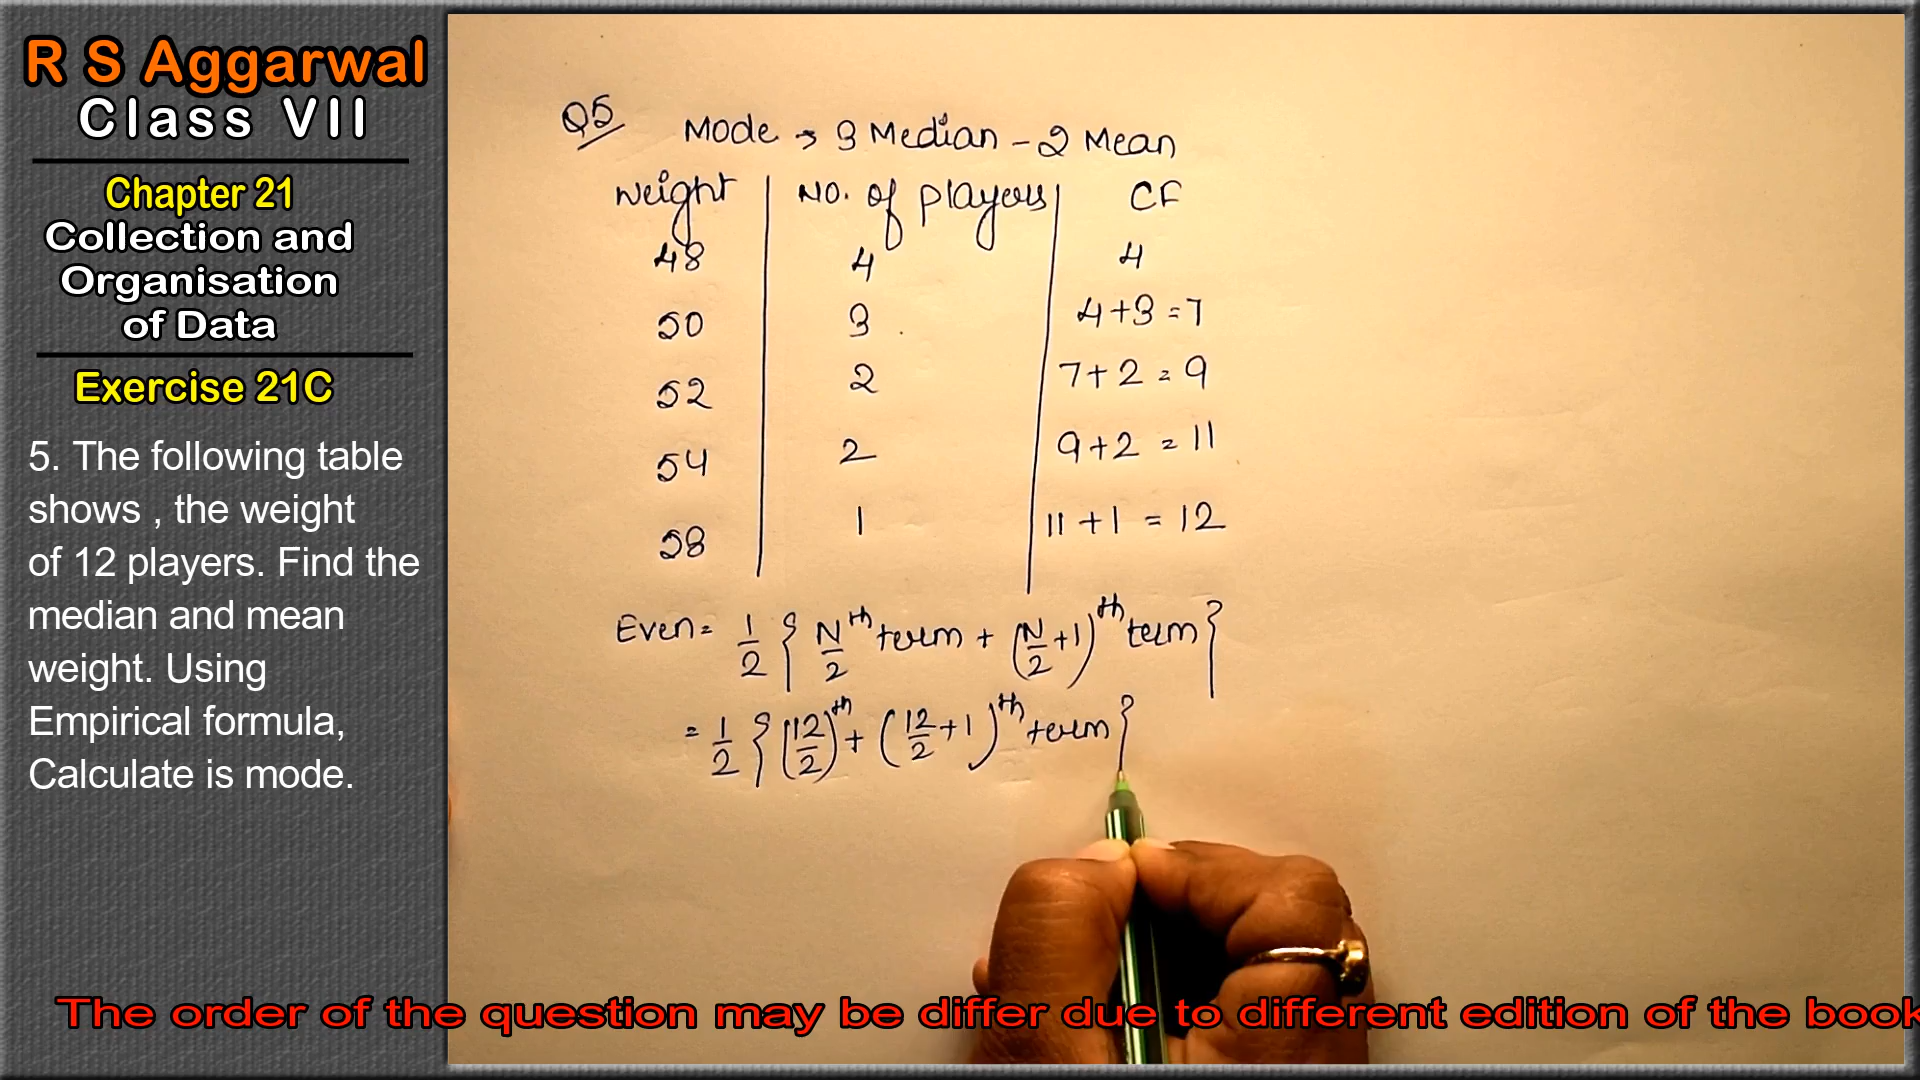 R S Aggarwal
Class VII
Chapter 21
Collection and
Organisation
of Data
Exercise 21C
5. The following table
shows , the weight
of 12 players. Find the
median and mean
weight. Using
Empirical formula,
Calculate is mode.
Q5 Mode → 3 Median - 2 Mean
Weight | No. of players | CF
48 4 4
50 3 4+3=7
52 2 7+2=9
54 2 9+2=11
58 1 11+1=12
Even = 1/2 { N/2 th term + (N/2 +1)th term }
= 1/2 { (12/2)th + (12/2 +1)th term }
The order of the question may be differ due to different edition of the book